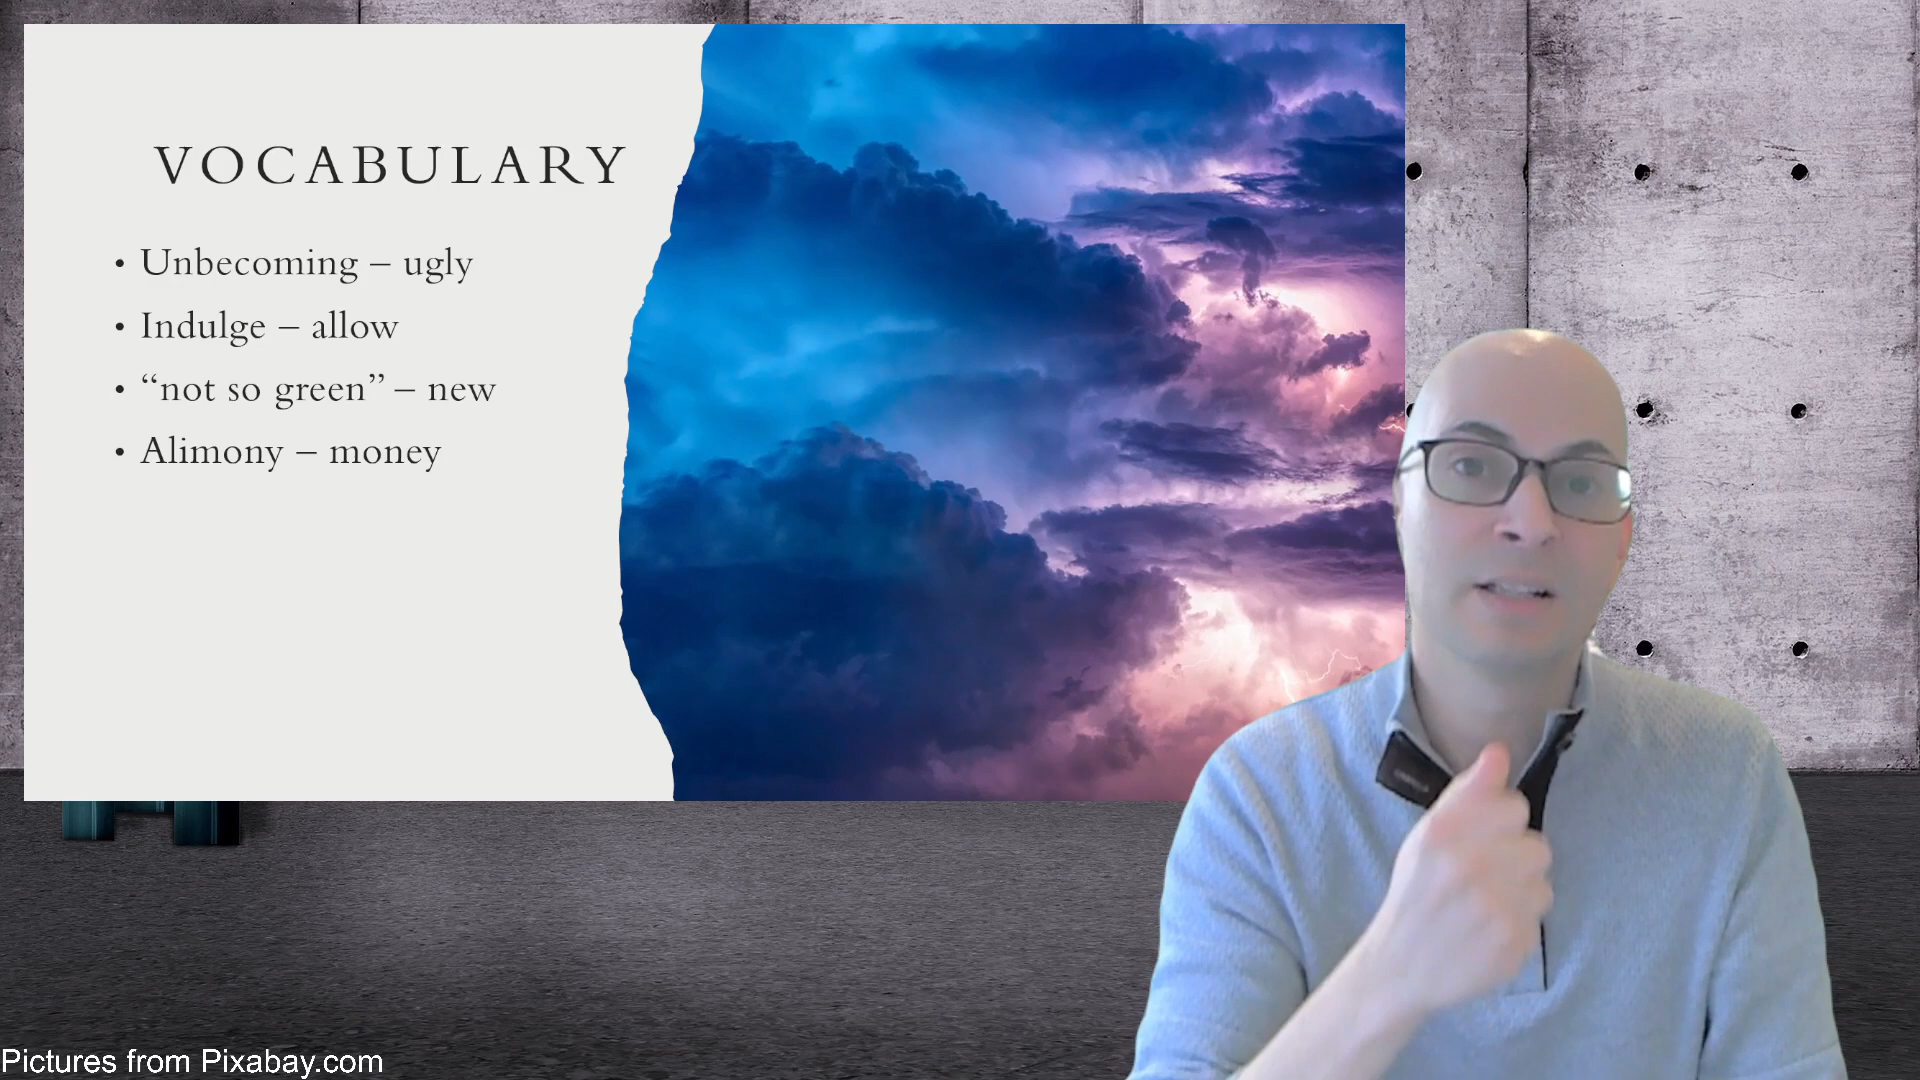 VOCABULARY
• Unbecoming – ugly
• Indulge – allow
• “not so green” – new
• Alimony – money
Pictures from Pixabay.com